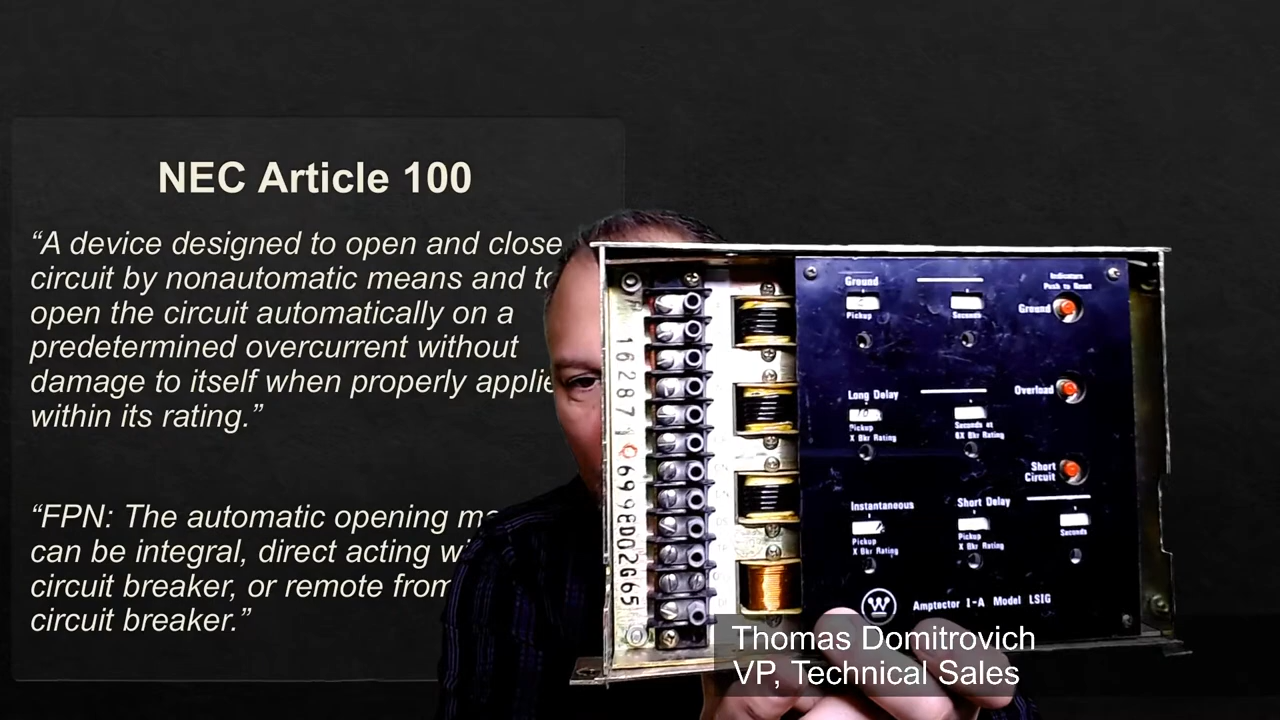 NEC Article 100
“A device designed to open and close
circuit by nonautomatic means and to
open the circuit automatically on a
predetermined overcurrent without
damage to itself when properly applie
within its rating.”
“FPN: The automatic opening ma
can be integral, direct acting wi
circuit breaker, or remote from
circuit breaker.”
Ground
Pickup
Seconds
Indicators
Push to Reset
Ground
Long Delay
Pickup
X Bkr Rating
Seconds at
6X Bkr Rating
Overload
Short
Circuit
Instantaneous
Pickup
X Bkr Rating
Short Delay
Pickup
X Bkr Rating
Seconds
W
Amptector I-A Model LSIG
Thomas Domitrovich
VP, Technical Sales